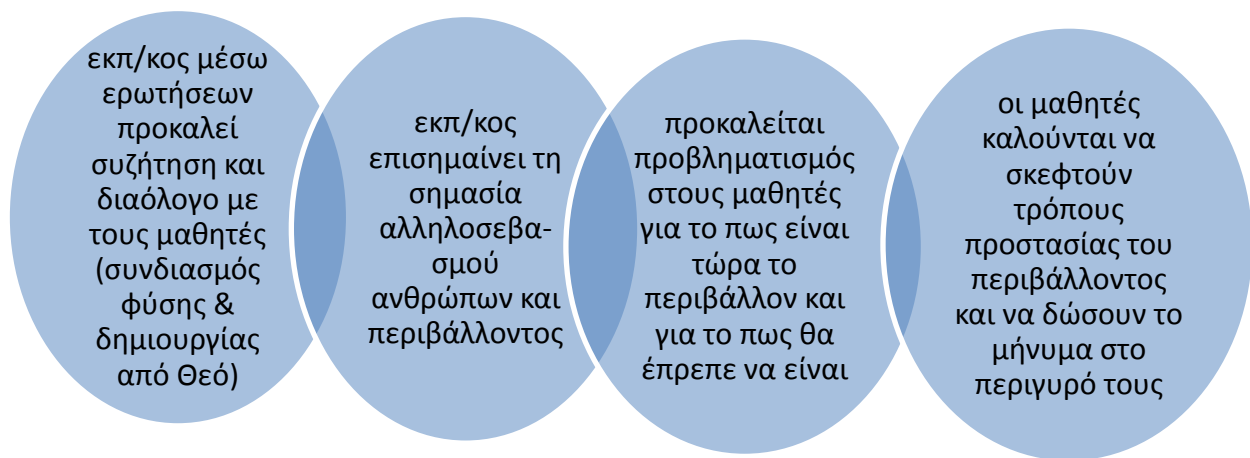 εκπ/κος μέσω
ερωτήσεων
προκαλεί
συζήτηση και
διαόλογο με
τους μαθητές
(συνδιασμός
φύσης &
δημιουργίας
από Θεό)
εκπ/κος
επισημαίνει τη
σημασία
αλληλοσεβα-
σμού
ανθρώπων και
περιβάλλοντος
προκαλείται
προβληματισμός
στους μαθητές
για το πως είναι
τώρα το
περιβάλλον και
για το πως θα
έπρεπε να είναι
οι μαθητές
καλούνται να
σκεφτούν
τρόπους
προστασίας του
περιβάλλοντος
και να δώσουν το
μήνυμα στο
περιγυρό τους